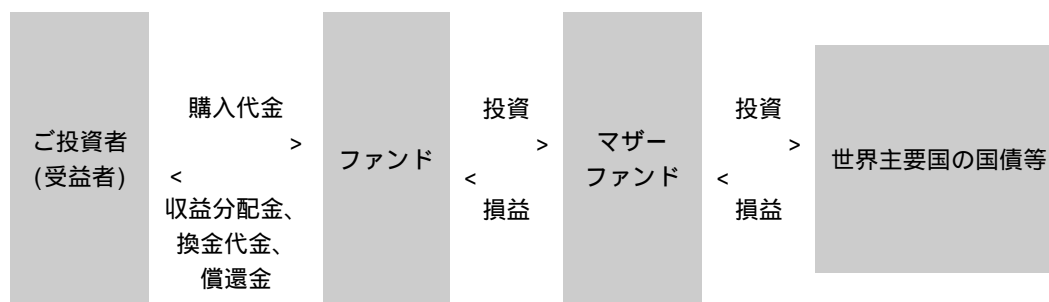 ご投資者
(受益者)
購入代金
>
<
収益分配金、
換金代金、
償還金
ファンド
投資
>
<
損益
マザー
ファンド
投資
>
<
損益
世界主要国の国債等